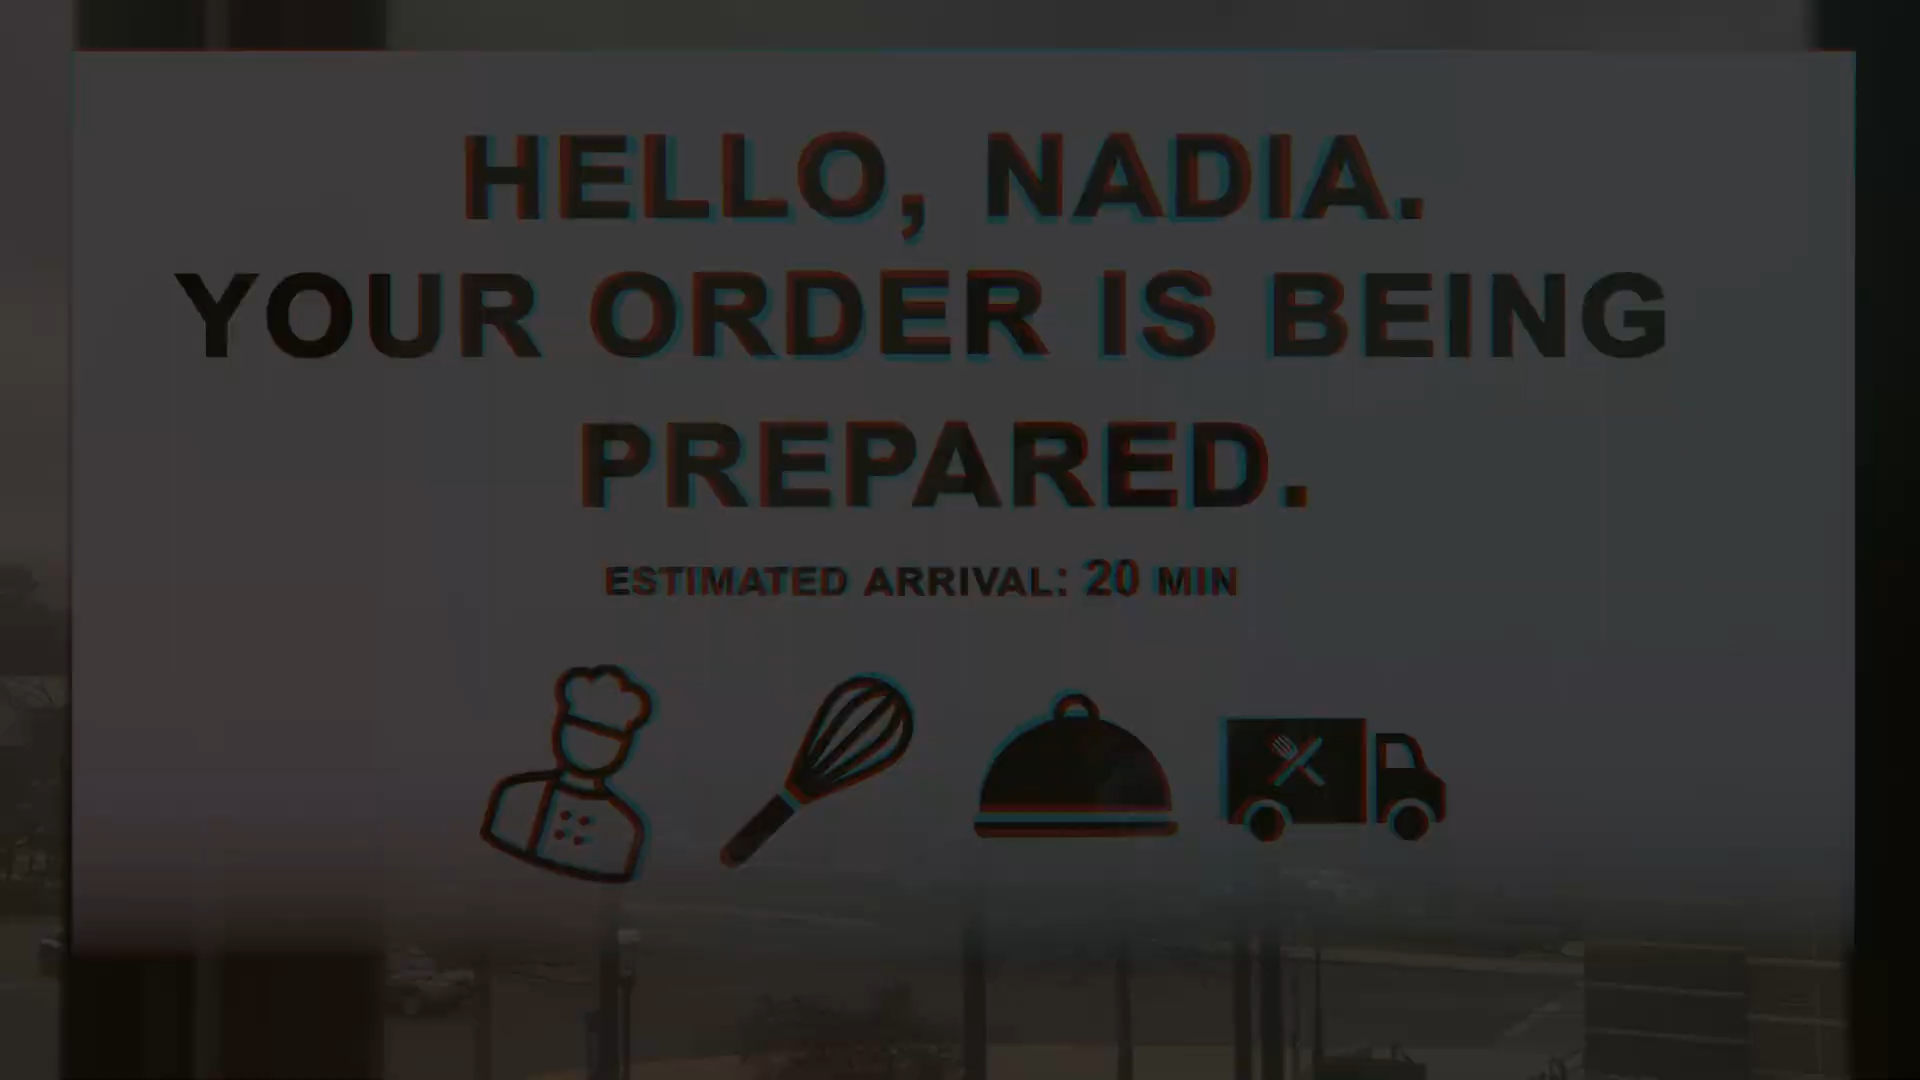 HELLO, NADIA.
YOUR ORDER IS BEING
PREPARED.
ESTIMATED ARRIVAL: 20 MIN